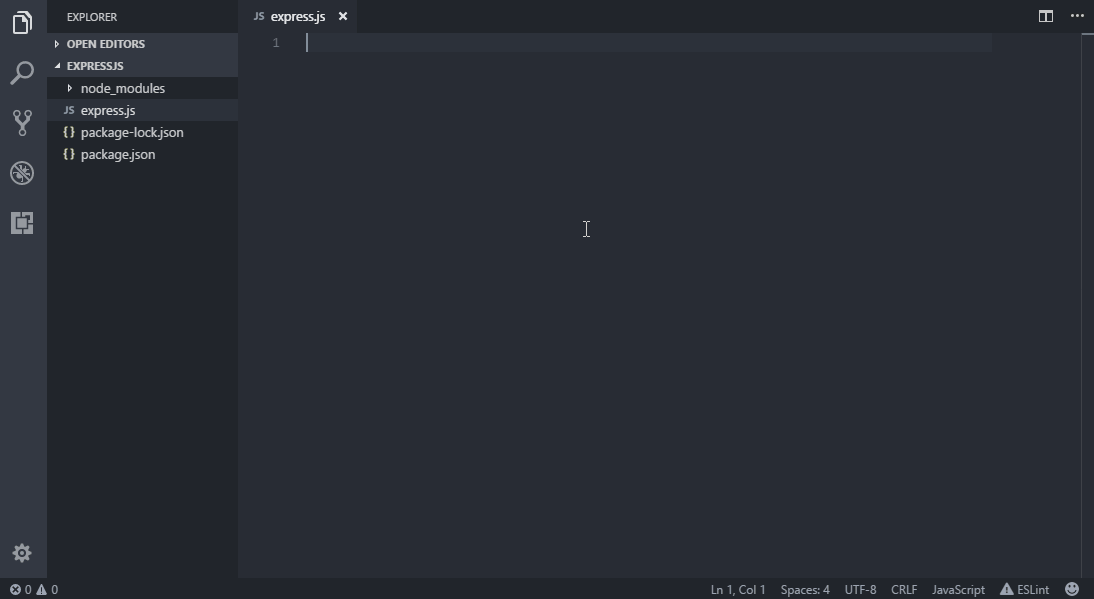 EXPLORER
JS express.js
OPEN EDITORS
1
EXPRESSJS
node_modules
JS express.js
{} package-lock.json
{} package.json
0 0
Ln 1, Col 1 Spaces: 4 UTF-8 CRLF JavaScript ESLint